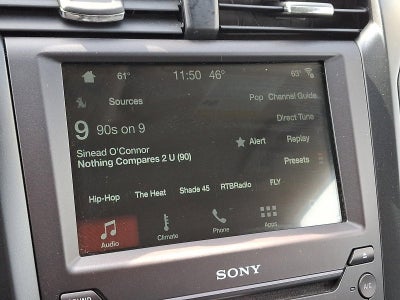 61° 11:50 46° 63°
Sources Pop Channel Guide
Direct Tune
9 90s on 9
Alert Replay
Sinead O'Connor
Nothing Compares 2 U (90)
Presets
Hip-Hop The Heat Shade 45 RTBRadio FLY
Audio Climate Phone Apps
SONY
SOUND
A/C